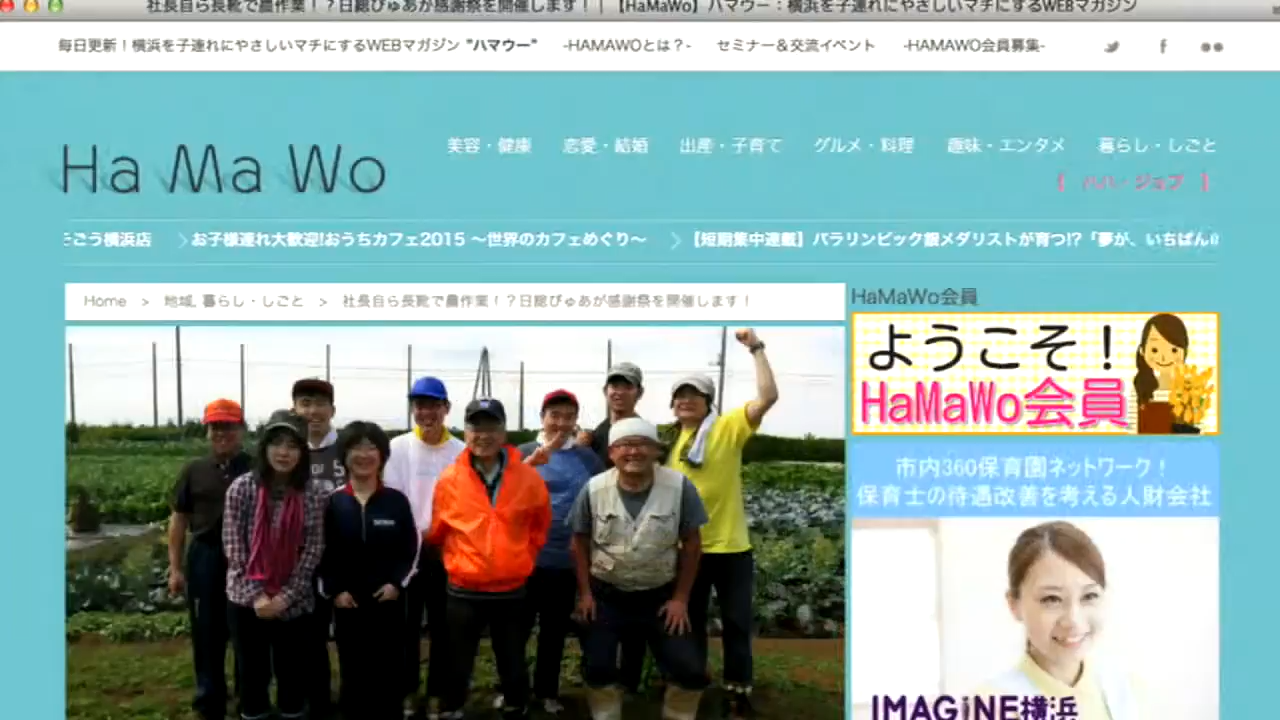 社長自ら長靴で農作業！？日総ぴゅあが感謝祭を開催します！ | 【HaMaWo】ハマウー：横浜を子連れにやさしいマチにするWEBマガジン
毎日更新！横浜を子連れにやさしいマチにするWEBマガジン "ハマウー" -HAMAWOとは？- セミナー＆交流イベント -HAMAWO会員募集-
HaMaWo
美容・健康 恋愛・結婚 出産・子育て グルメ・料理 趣味・エンタメ 暮らし・しごと
【 ハハ・ジョブ 】
そごう横浜店 お子様連れ大歓迎!おうちカフェ2015 〜世界のカフェめぐり〜 【短期集中連載】パラリンピック銀メダリストが育つ!?「夢が、いちばん
Home > 地域, 暮らし・しごと > 社長自ら長靴で農作業！？日総ぴゅあが感謝祭を開催します！
HaMaWo会員
ようこそ！
HaMaWo会員
市内360保育園ネットワーク！
保育士の待遇改善を考える人財会社
IMAGiNE横浜